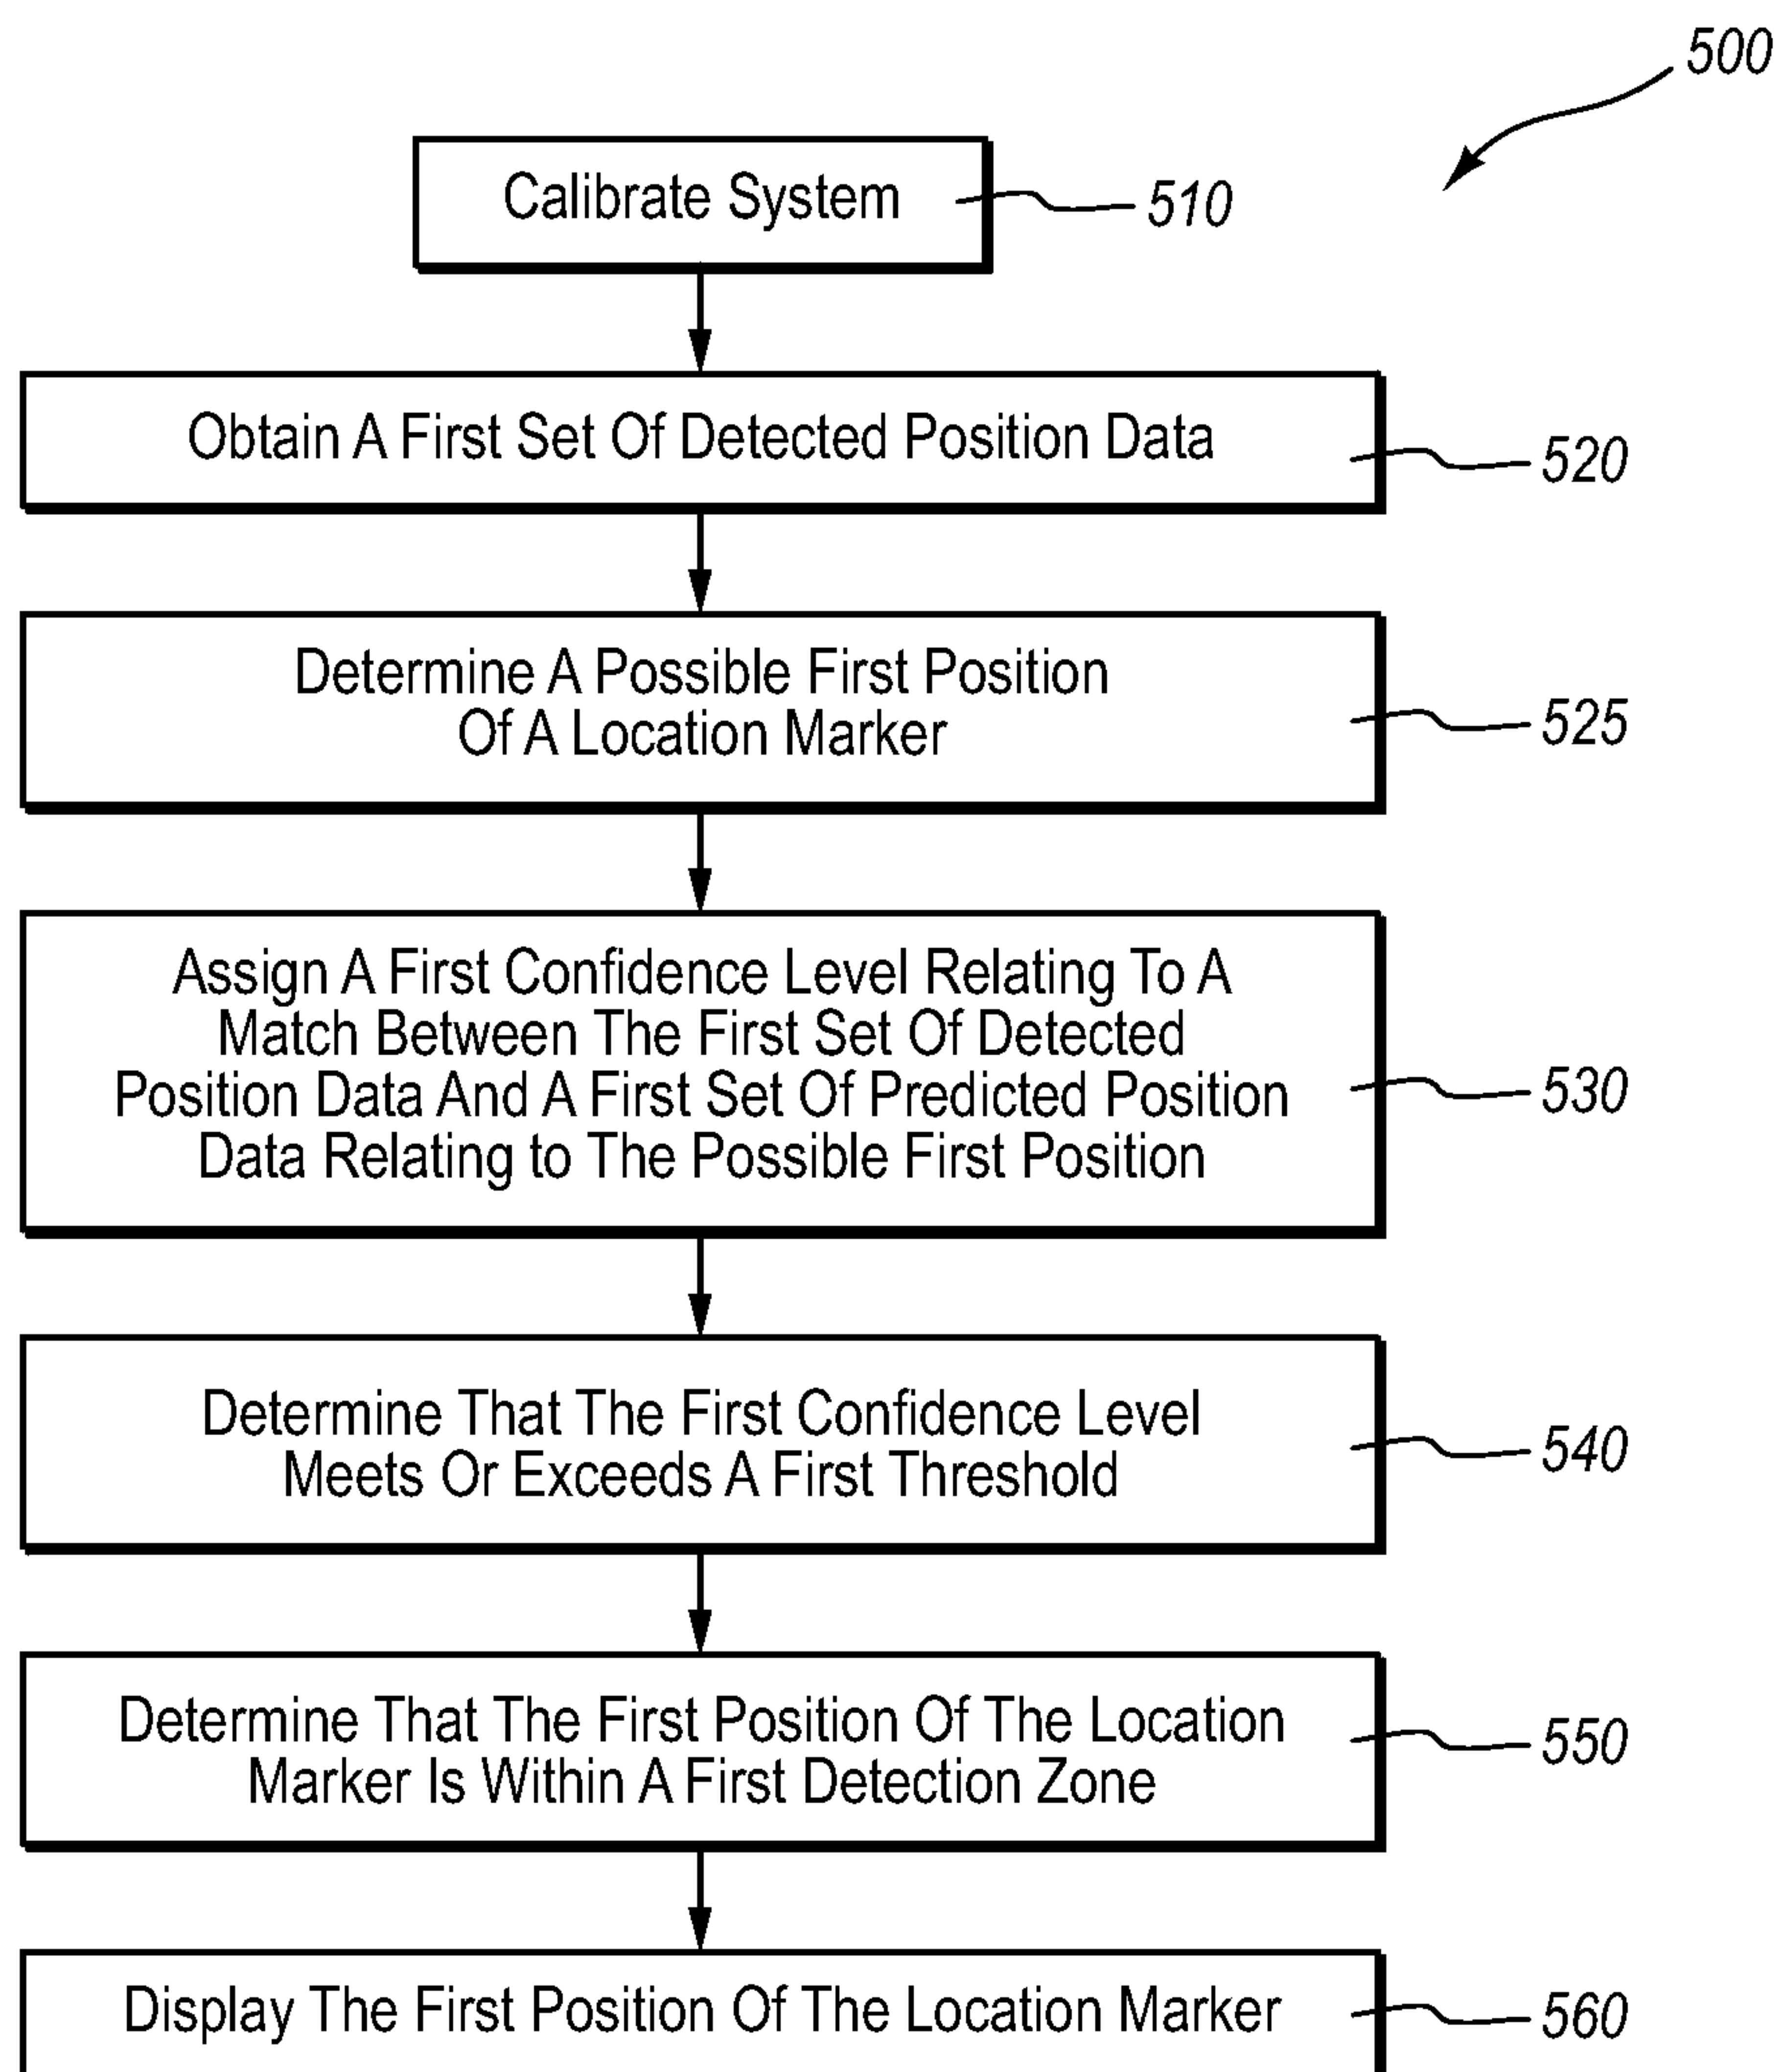 500
Calibrate System
510
Obtain A First Set Of Detected Position Data
520
Determine A Possible First Position
Of A Location Marker
525
Assign A First Confidence Level Relating To A
Match Between The First Set Of Detected
Position Data And A First Set Of Predicted Position
Data Relating to The Possible First Position
530
Determine That The First Confidence Level
Meets Or Exceeds A First Threshold
540
Determine That The First Position Of The Location
Marker Is Within A First Detection Zone
550
Display The First Position Of The Location Marker
560